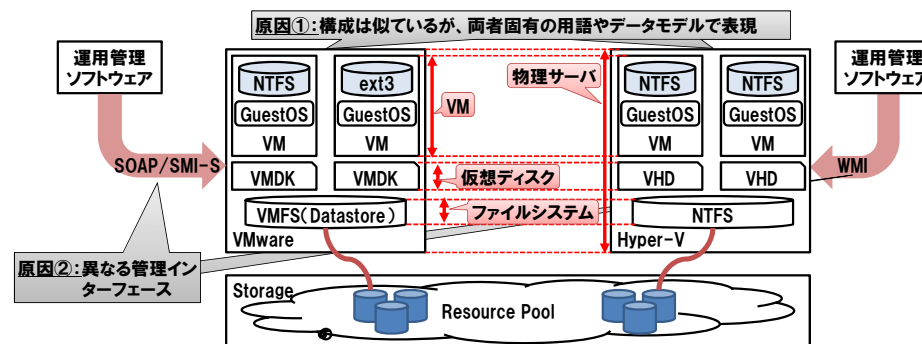 原因①:構成は似ているが、両者固有の用語やデータモデルで表現
運用管理
ソフトウェア
NTFS
GuestOS
VM
ext3
GuestOS
VM
VM
物理サーバ
NTFS
GuestOS
VM
NTFS
GuestOS
VM
運用管理
ソフトウェア
SOAP/SMI-S
VMDK
VMDK
仮想ディスク
VHD
VHD
WMI
VMFS(Datastore)
ファイルシステム
NTFS
VMware
Hyper-V
原因②:異なる管理イン
ターフェース
Storage
Resource Pool